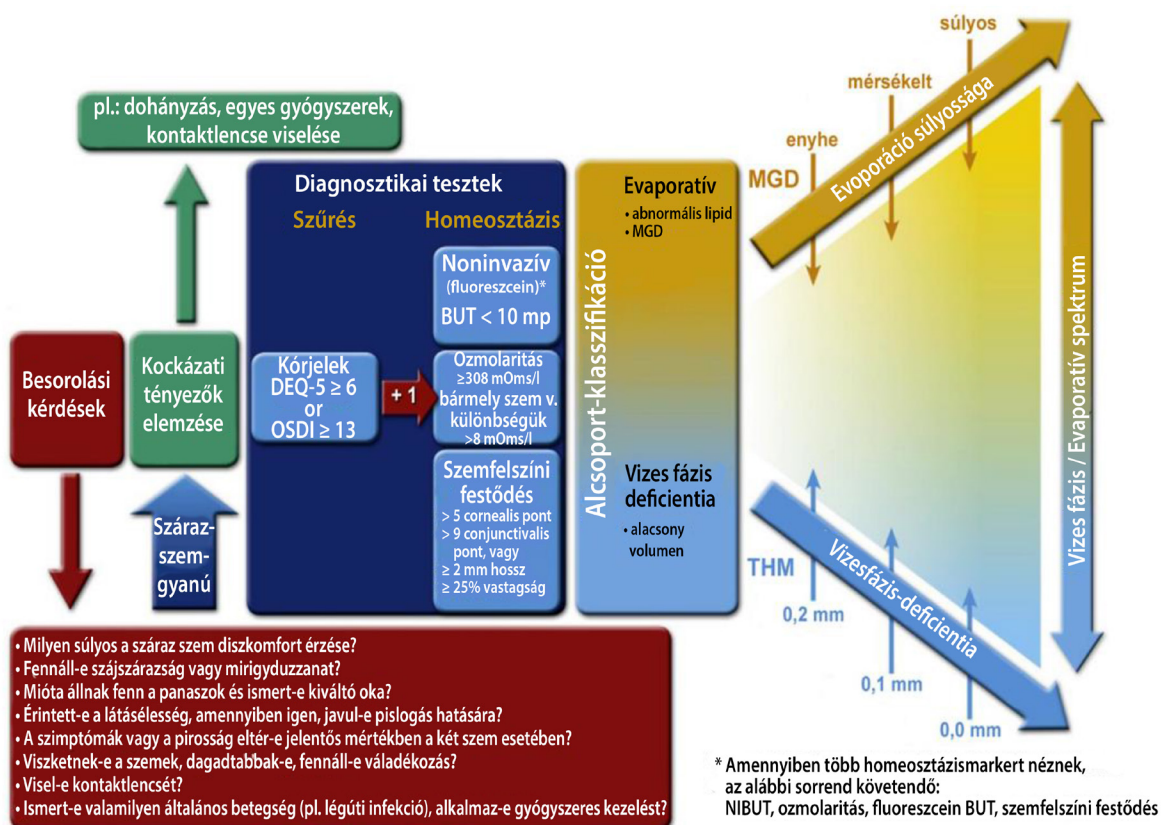 pl.: dohányzás, egyes gyógyszerek,
kontaktlencse viselése
Besorolási
kérdések
Kockázati
tényezők
elemzése
Száraz-
szem-
gyanú
Diagnosztikai tesztek
Szűrés
Homeosztázis
Kórjelek
DEQ-5 ≥ 6
or
OSDI ≥ 13
+ 1
Noninvazív
(fluoreszcein)*
BUT < 10 mp
Ozmolaritás
≥308 mOms/l
bármely szem v.
különbségük
>8 mOms/l
Szemfelszíni
festődés
> 5 cornealis pont
> 9 conjunctivalis
pont, vagy
≥ 2 mm hossz
≥ 25% vastagság
Alcsoport-klasszifikáció
Evaporatív
• abnormális lipid
• MGD
Vizes fázis
deficientia
• alacsony
volumen
súlyos
mérsékelt
enyhe
MGD
Evoporáció súlyossága
THM
0,2 mm
0,1 mm
0,0 mm
Vizesfázis-deficientia
Vizes fázis / Evaporatív spektrum
• Milyen súlyos a száraz szem diszkomfort érzése?
• Fennáll-e szájszárazság vagy mirigyduzzanat?
• Mióta állnak fenn a panaszok és ismert-e kiváltó oka?
• Érintett-e a látásélesség, amennyiben igen, javul-e pislogás hatására?
• A szimptómák vagy a pirosság eltér-e jelentős mértékben a két szem esetében?
• Viszketnek-e a szemek, dagadtabbak-e, fennáll-e váladékozás?
• Visel-e kontaktlencsét?
• Ismert-e valamilyen általános betegség (pl. légúti infekció), alkalmaz-e gyógyszeres kezelést?
* Amennyiben több homeosztázismarkert néznek,
az alábbi sorrend követendő:
NIBUT, ozmolaritás, fluoreszcein BUT, szemfelszíni festődés